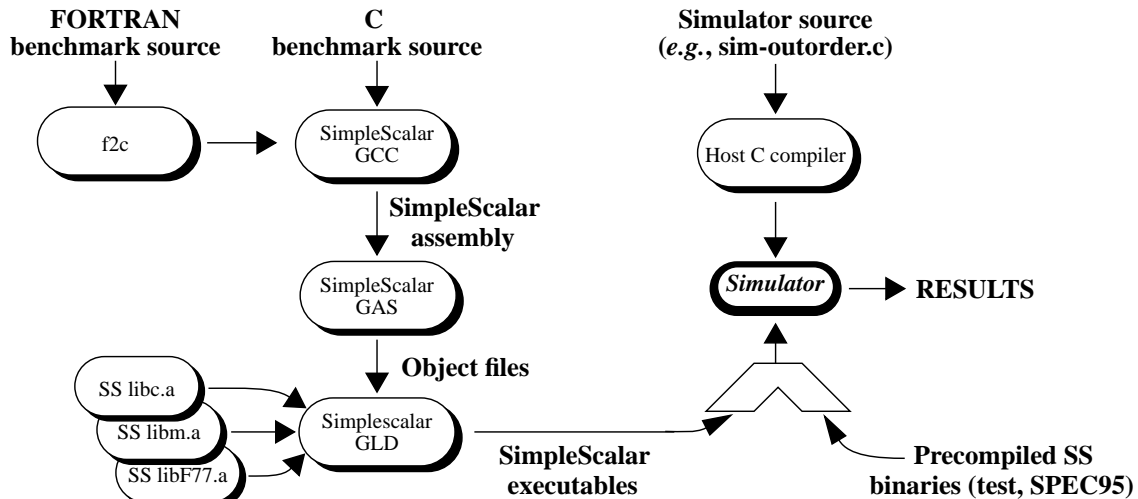 FORTRAN
benchmark source
C
benchmark source
Simulator source
(e.g., sim-outorder.c)
f2c
SimpleScalar
GCC
Host C compiler
SimpleScalar
assembly
SimpleScalar
GAS
Simulator
RESULTS
Object files
SS libc.a
SS libm.a
SS libF77.a
Simplescalar
GLD
SimpleScalar
executables
Precompiled SS
binaries (test, SPEC95)